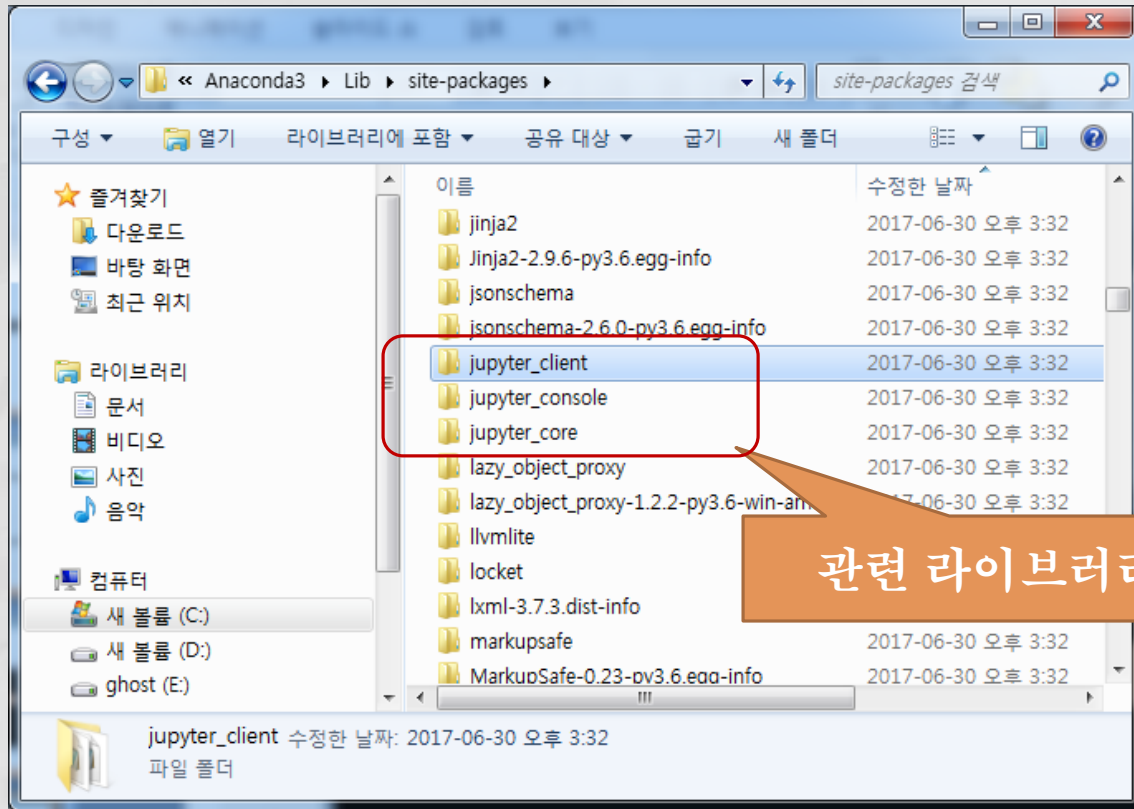 « Anaconda3 ▸ Lib ▸ site-packages ▸
site-packages 검색
구성 ▼ 열기 라이브러리에 포함 ▼ 공유 대상 ▼ 굽기 새 폴더
즐겨찾기
다운로드
바탕 화면
최근 위치
라이브러리
문서
비디오
사진
음악
컴퓨터
새 볼륨 (C:)
새 볼륨 (D:)
ghost (E:)
이름 수정한 날짜
jinja2 2017-06-30 오후 3:32
Jinja2-2.9.6-py3.6.egg-info 2017-06-30 오후 3:32
jsonschema 2017-06-30 오후 3:32
jsonschema-2.6.0-py3.6.egg-info 2017-06-30 오후 3:32
jupyter_client 2017-06-30 오후 3:32
jupyter_console 2017-06-30 오후 3:32
jupyter_core 2017-06-30 오후 3:32
lazy_object_proxy 2017-06-30 오후 3:32
lazy_object_proxy-1.2.2-py3.6-win-am 7-06-30 오후 3:32
llvmlite
locket
lxml-3.7.3.dist-info
markupsafe 2017-06-30 오후 3:32
MarkupSafe-0.23-py3.6.egg-info 2017-06-30 오후 3:32
관련 라이브러리
jupyter_client 수정한 날짜: 2017-06-30 오후 3:32
파일 폴더